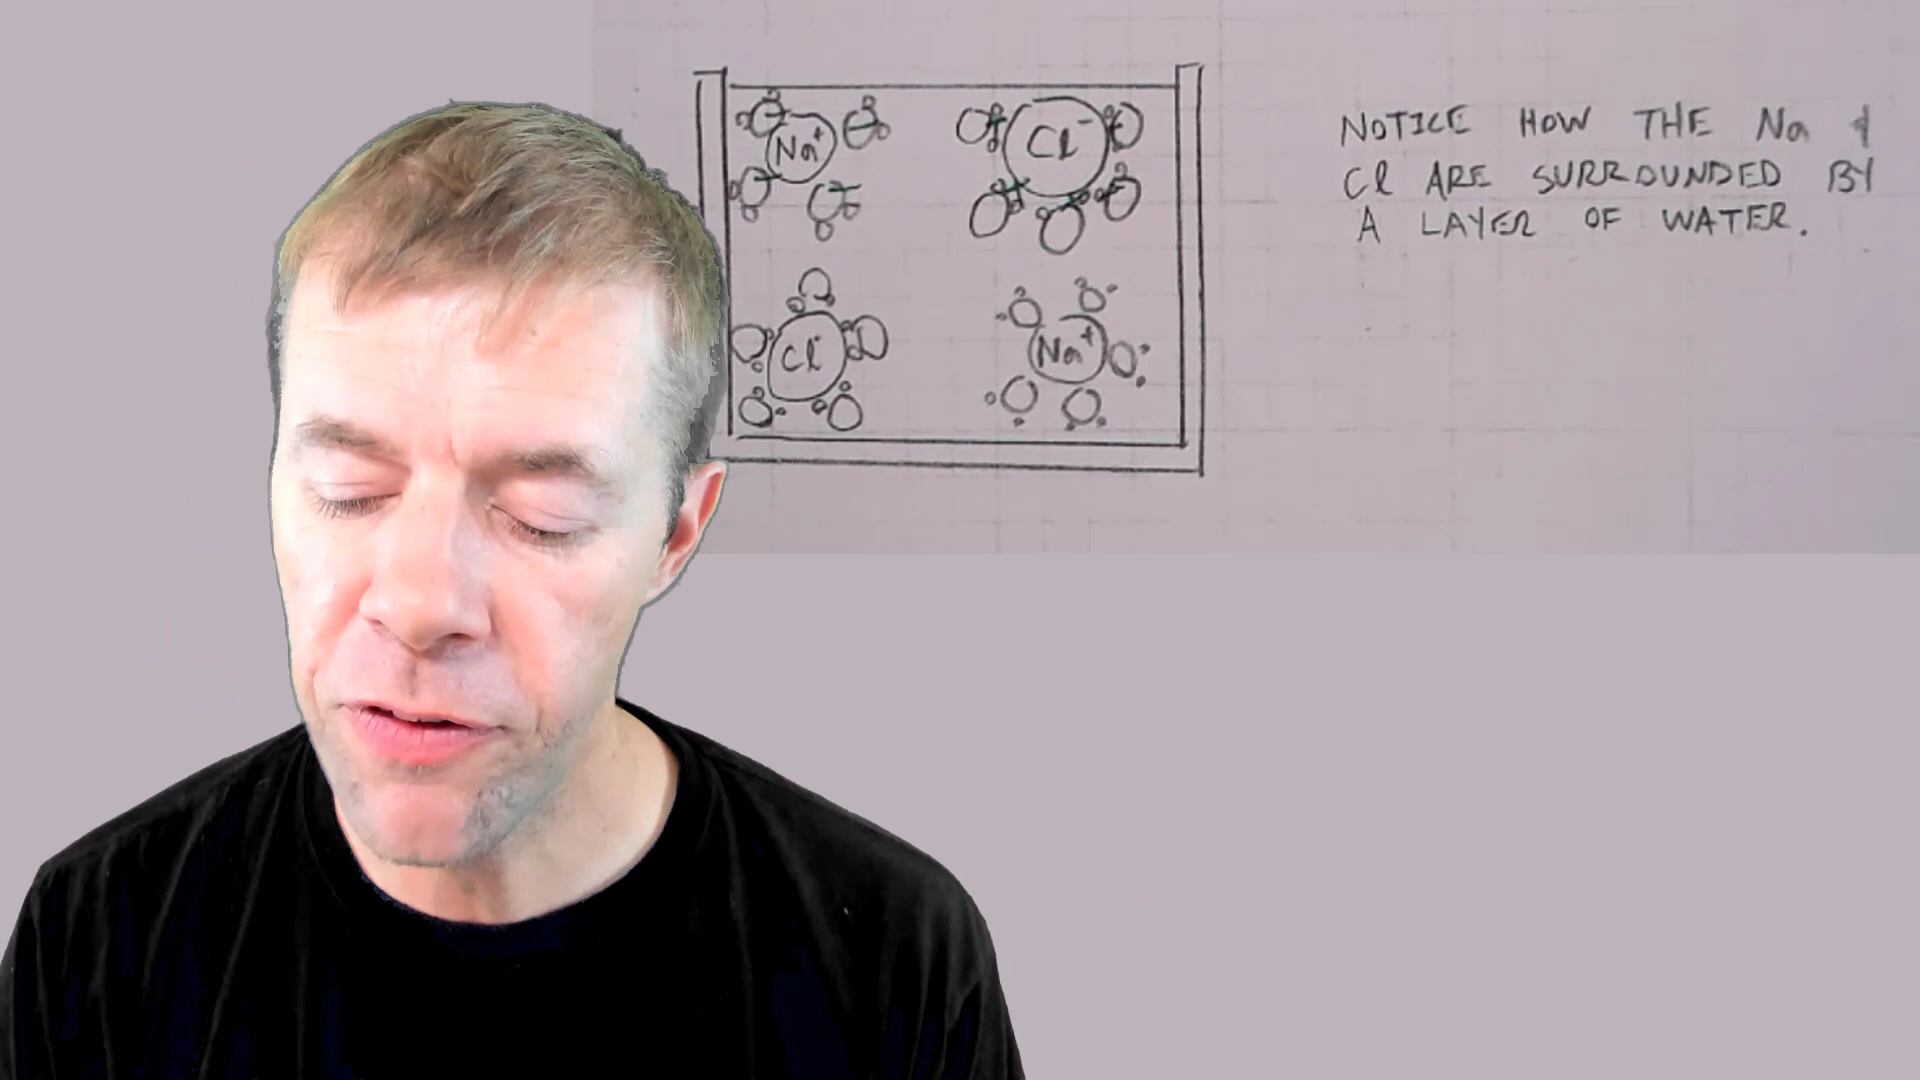 Na⁺
Cl⁻
Cl⁻
Na⁺
NOTICE HOW THE Na &
Cl ARE SURROUNDED BY
A LAYER OF WATER.